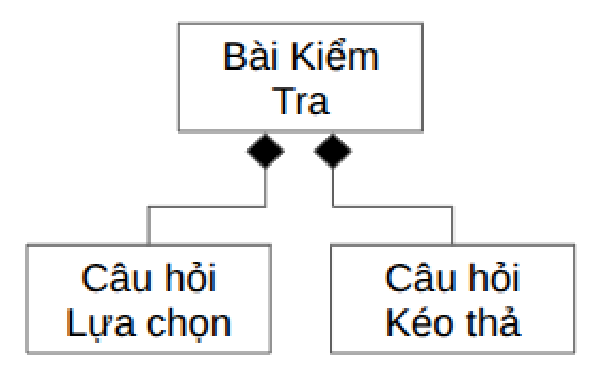 Bài Kiểm
Tra
Câu hỏi
Lựa chọn
Câu hỏi
Kéo thả